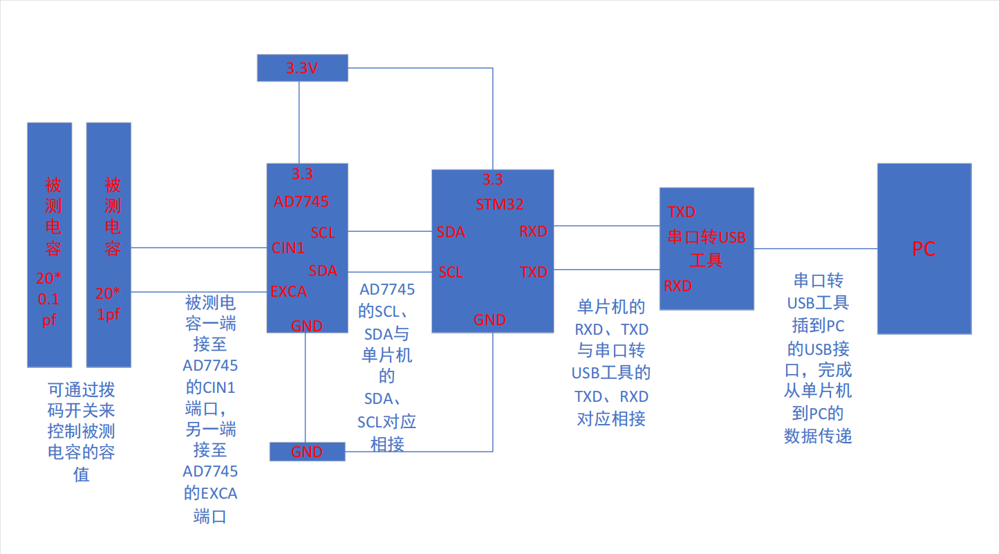 3.3V
被
测
电
容
20*
0.1
pf
被
测
电
容
20*
1pf
可通过拨
码开关来
控制被测
电容的容
值
被测电
容一端
接至
AD7745
的CIN1
端口，
另一端
接至
AD7745
的EXCA
端口
3.3
AD7745
SCL
CIN1
SDA
EXCA
GND
GND
AD7745
的SCL、
SDA与
单片机
的
SDA、
SCL对应
相接
3.3
STM32
SDA
RXD
SCL
TXD
GND
单片机的
RXD、TXD
与串口转
USB工具的
TXD、RXD
对应相接
TXD
串口转USB
工具
RXD
串口转
USB工具
插到PC
的USB接
口，完成
从单片机
到PC的
数据传递
PC